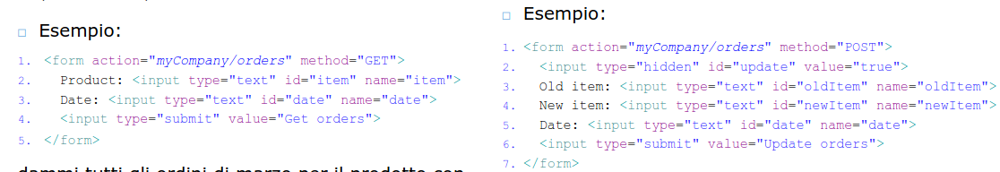 Esempio:
1. <form action="myCompany/orders" method="GET">
2. Product: <input type="text" id="item" name="item">
3. Date: <input type="text" id="date" name="date">
4. <input type="submit" value="Get orders">
5. </form>
dammi tutti gli ordini di marzo per il prodotto con
Esempio:
1. <form action="myCompany/orders" method="POST">
2. <input type="hidden" id="update" value="true">
3. Old item: <input type="text" id="oldItem" name="oldItem">
4. New item: <input type="text" id="newItem" name="newItem">
5. Date: <input type="text" id="date" name="date">
6. <input type="submit" value="Update orders">
7. </form>